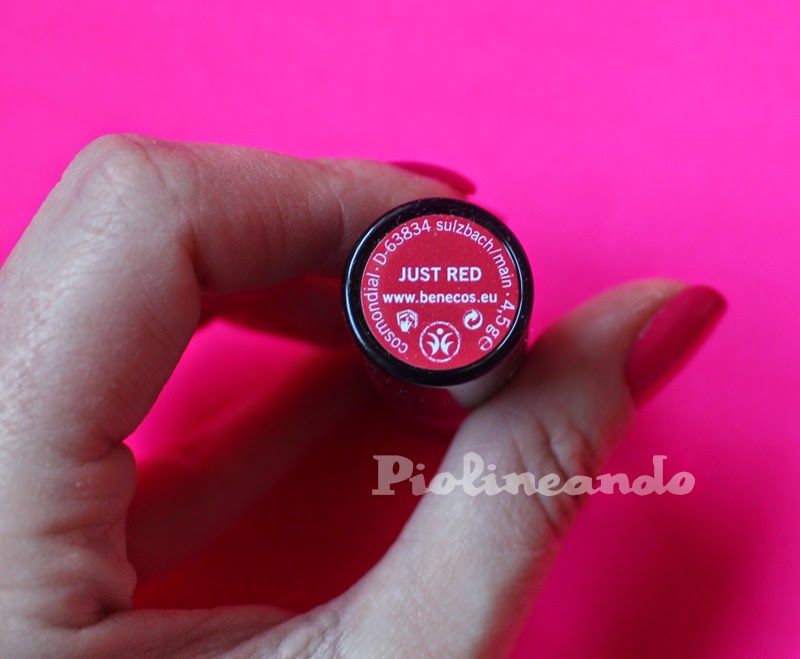 cosmondial · D-63834 sulzbach/main · 4,5g e
JUST RED
www.benecos.eu
Piolineando